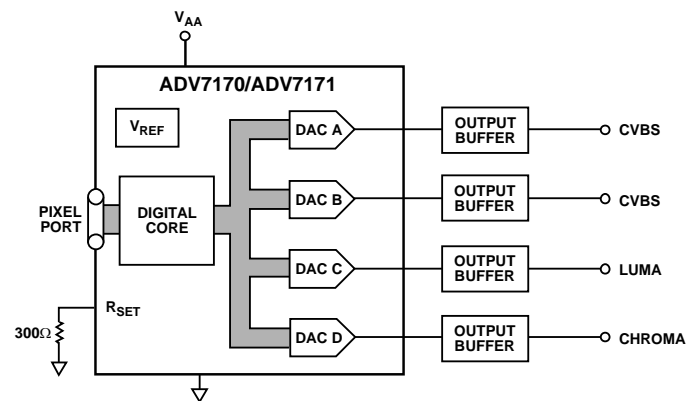 VAA
ADV7170/ADV7171
VREF
PIXEL
PORT
DIGITAL
CORE
DAC A
OUTPUT
BUFFER
CVBS
DAC B
OUTPUT
BUFFER
CVBS
DAC C
OUTPUT
BUFFER
LUMA
RSET
300Ω
DAC D
OUTPUT
BUFFER
CHROMA